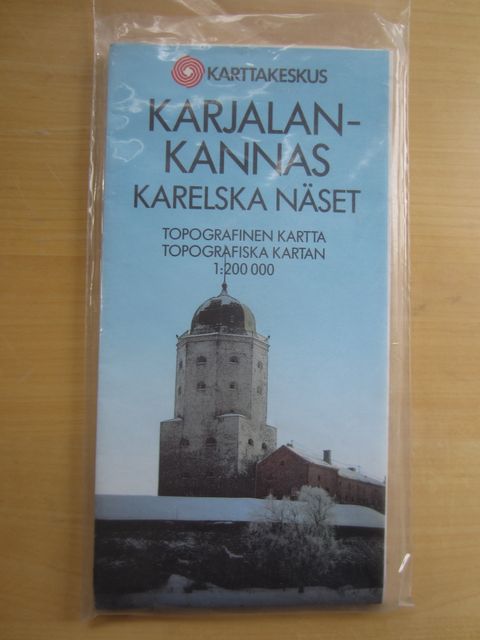 KARTTAKESKUS
KARJALAN-
KANNAS
KARELSKA NÄSET
TOPOGRAFINEN KARTTA
TOPOGRAFISKA KARTAN
1:200 000